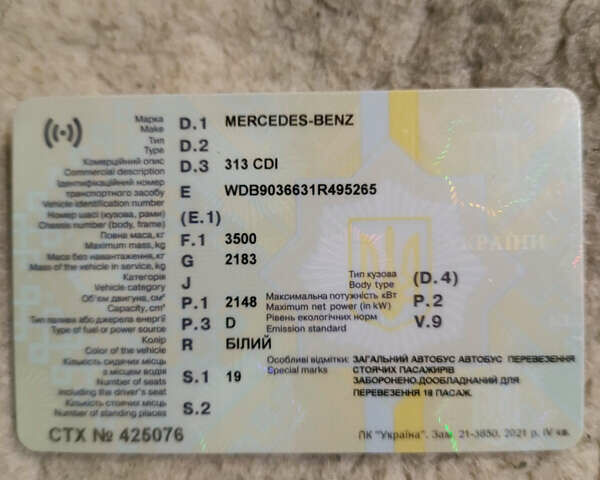 Марка
Make D.1 MERCEDES-BENZ
Тип
Type D.2
Комерційний опис
Commercial description D.3 313 CDI
Ідентифікаційний номер
транспортного засобу
Vehicle identification number E WDB9036631R495265
Номер шасі (кузова, рами)
Chassis number (body, frame) (E.1)
Повна маса, кг
Maximum mass, kg F.1 3500
Маса без навантаження, кг
Mass of the vehicle in service, kg G 2183
Категорія
Vehicle category J
Тип кузова
Body type (D.4)
Об'єм двигуна, см³
Capacity, cm³ P.1 2148
Максимальна потужність кВт
Maximum net power (in kW) P.2
Тип палива або джерела енергії
Type of fuel or power source P.3 D
Рівень екологічних норм
Emission standard V.9
Колір
Color of the vehicle R БІЛИЙ
Кількість сидячих місць
з місцем водія
Number of seats
including the driver's seat S.1 19
Особливі відмітки: ЗАГАЛЬНИЙ АВТОБУС АВТОБУС ПЕРЕВЕЗЕННЯ
Special marks СТОЯЧИХ ПАСАЖИРІВ
ЗАБОРОНЕНО.ДООБЛАДНАНИЙ ДЛЯ
ПЕРЕВЕЗЕННЯ 18 ПАСАЖ.
Кількість стоячих місць
Number of standing places S.2
СТХ № 425076
ПК "Україна". Зам. 21-3850, 2021 р. IV кв.